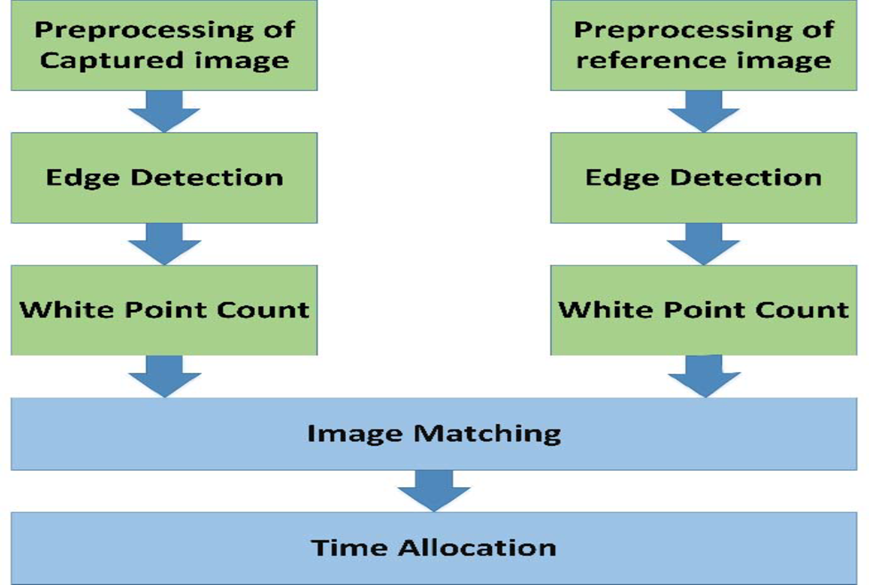 Preprocessing of
Captured image
Preprocessing of
reference image
Edge Detection
Edge Detection
White Point Count
White Point Count
Image Matching
Time Allocation